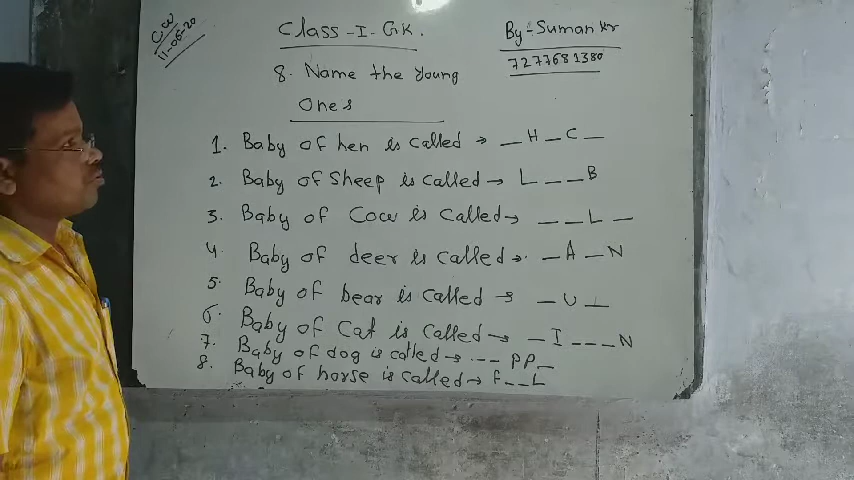 CW
11-06-20
Class-I-GK.
By-Suman kr
7277681380
8. Name the young
Ones
1. Baby of hen is called → _ H _ C _
2. Baby of Sheep is called → L _ _ B
3. Baby of Cow is called → _ _ L _
4. Baby of deer is called → _ A _ N
5. Baby of bear is called → _ U _
6. Baby of Cat is called → _ I _ _ _ N
7. Baby of dog is called → _ _ PP _
8. Baby of horse is called → F _ _ L